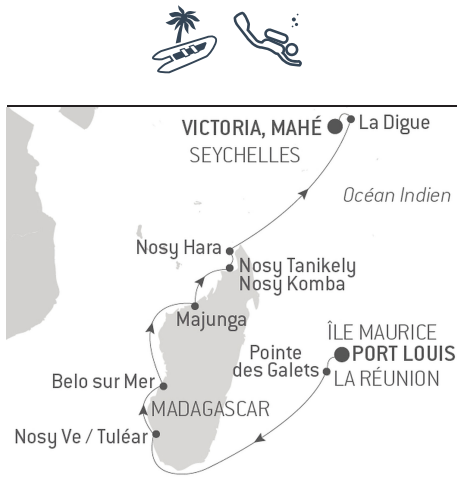 VICTORIA, MAHÉ
La Digue
SEYCHELLES
Océan Indien
Nosy Hara
Nosy Tanikely
Nosy Komba
Majunga
ÎLE MAURICE
Pointe
des Galets
PORT LOUIS
LA RÉUNION
Belo sur Mer
MADAGASCAR
Nosy Ve / Tuléar